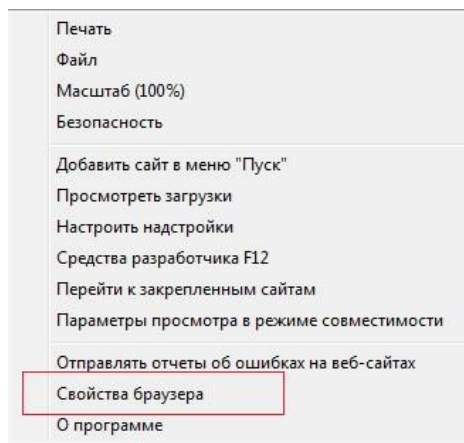 Печать
Файл
Масштаб (100%)
Безопасность
Добавить сайт в меню "Пуск"
Просмотреть загрузки
Настроить надстройки
Средства разработчика F12
Перейти к закрепленным сайтам
Параметры просмотра в режиме совместимости
Отправлять отчеты об ошибках на веб-сайтах
Свойства браузера
О программе